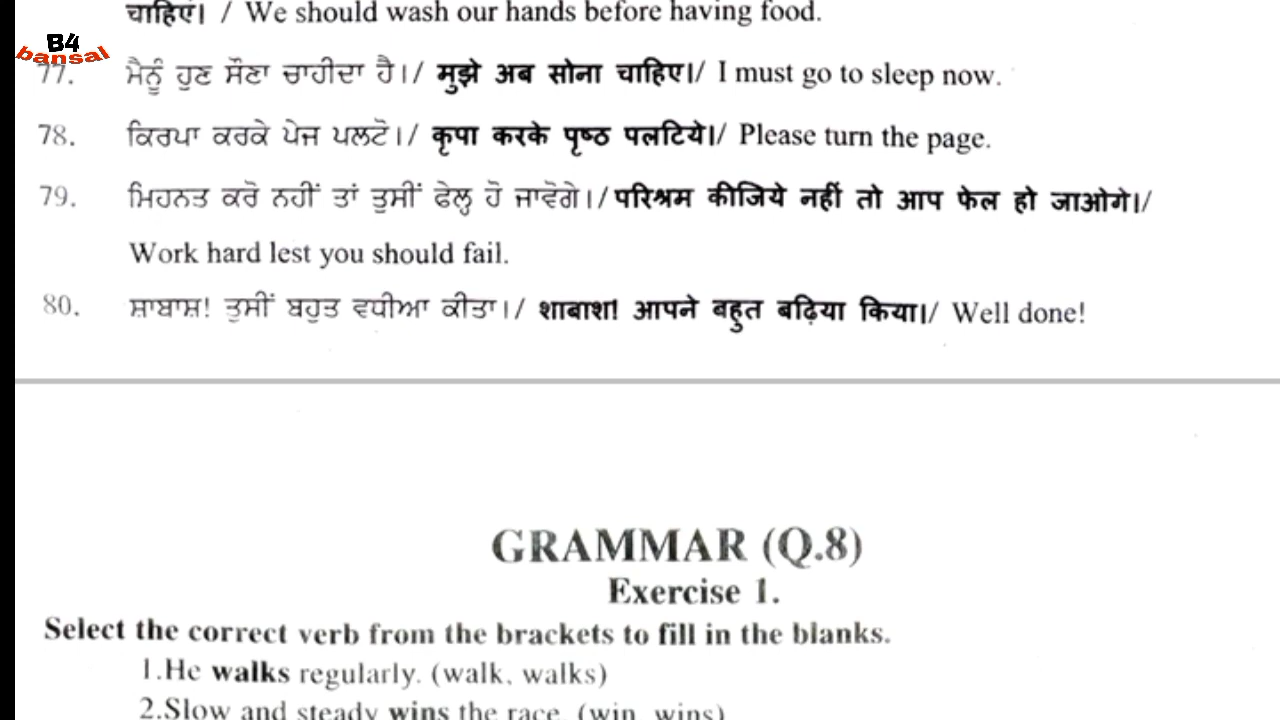 चाहिएं। / We should wash our hands before having food.
B4
bansal
77. ਮੈਨੂੰ ਹੁਣ ਸੌਣਾ ਚਾਹੀਦਾ ਹੈ।/ मुझे अब सोना चाहिए।/ I must go to sleep now.
78. ਕਿਰਪਾ ਕਰਕੇ ਪੇਜ ਪਲਟੋ।/ कृपा करके पृष्ठ पलटिये।/ Please turn the page.
79. ਮਿਹਨਤ ਕਰੋ ਨਹੀਂ ਤਾਂ ਤੁਸੀਂ ਫੇਲ੍ਹ ਹੋ ਜਾਵੋਗੇ।/परिश्रम कीजिये नहीं तो आप फेल हो जाओगे।/
Work hard lest you should fail.
80. ਸ਼ਾਬਾਸ਼! ਤੁਸੀਂ ਬਹੁਤ ਵਧੀਆ ਕੀਤਾ।/ शाबाश! आपने बहुत बढ़िया किया।/ Well done!
GRAMMAR (Q.8)
Exercise 1.
Select the correct verb from the brackets to fill in the blanks.
1.He walks regularly. (walk, walks)
2.Slow and steady wins the race. (win, wins)